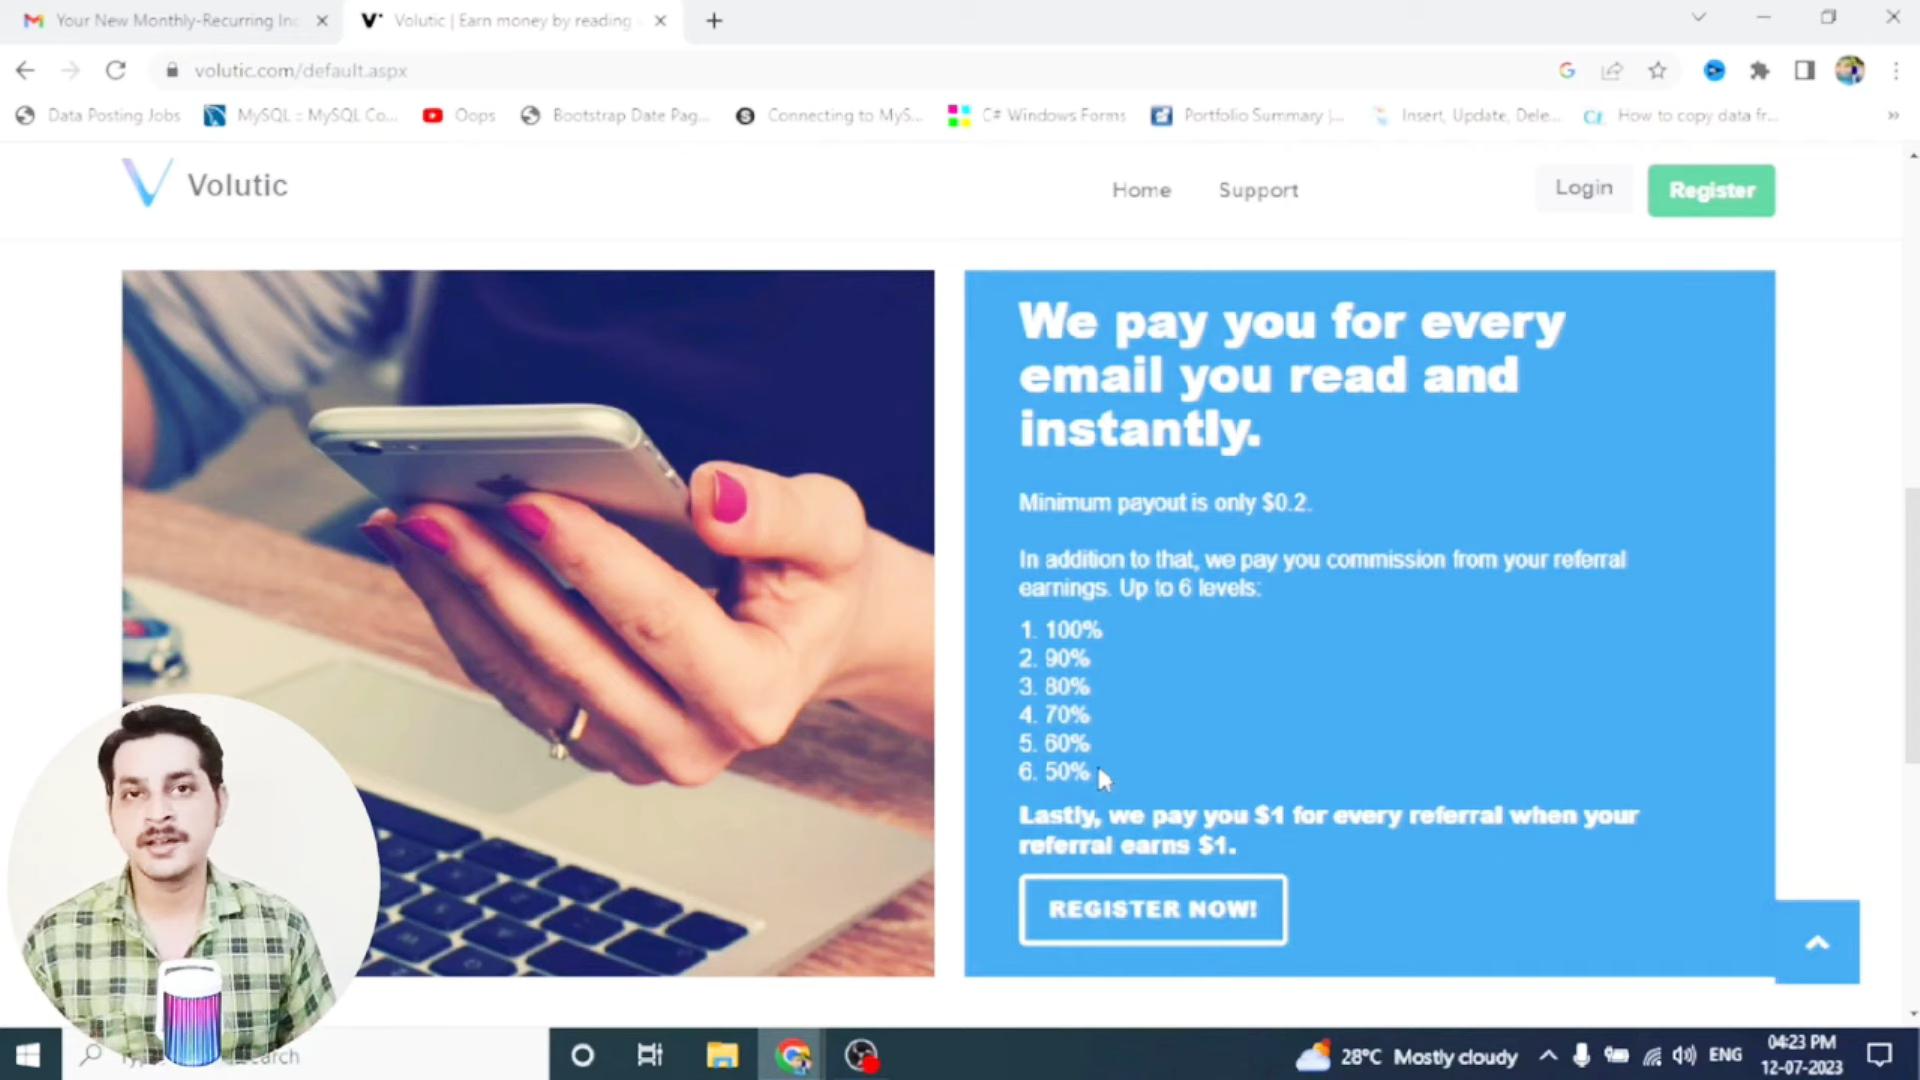 Your New Monthly-Recurring In
Volutic | Earn money by reading
volutic.com/default.aspx
Data Posting Jobs
MySQL :: MySQL Co...
Oops
Bootstrap Date Pag...
Connecting to MyS...
C# Windows Forms
Portfolio Summary |...
Insert, Update, Dele...
How to copy data fr...
Volutic
Home
Support
Login
Register
We pay you for every
email you read and
instantly.
Minimum payout is only $0.2.
In addition to that, we pay you commission from your referral
earnings. Up to 6 levels:
1. 100%
2. 90%
3. 80%
4. 70%
5. 60%
6. 50%
Lastly, we pay you $1 for every referral when your
referral earns $1.
REGISTER NOW!
28°C Mostly cloudy
ENG
04:23 PM
12-07-2023